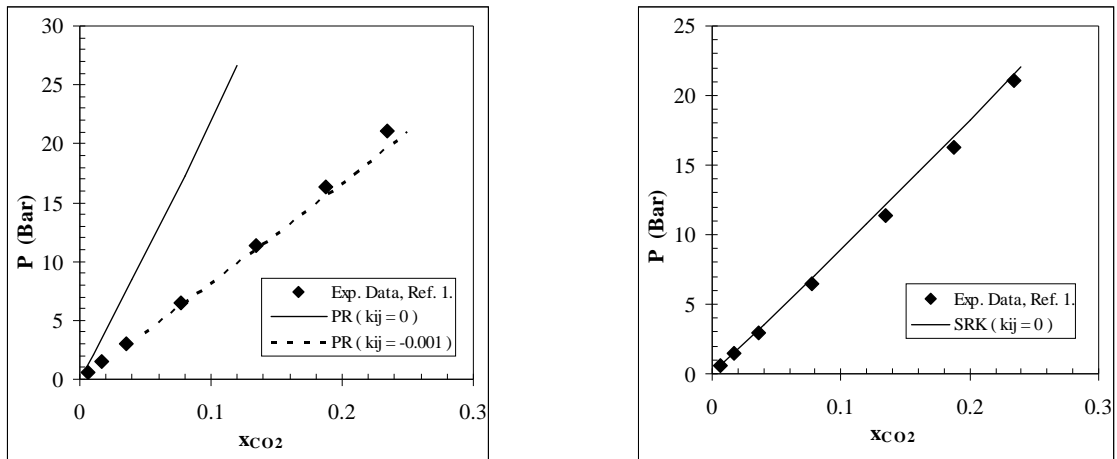 30
25
20
15
10
5
0
P (Bar)
0
0.1
0.2
0.3
xCO2
Exp. Data, Ref. 1.
PR ( kij = 0 )
PR ( kij = -0.001 )
25
20
15
10
5
0
P (Bar)
0
0.1
0.2
0.3
xCO2
Exp. Data, Ref. 1.
SRK ( kij = 0 )